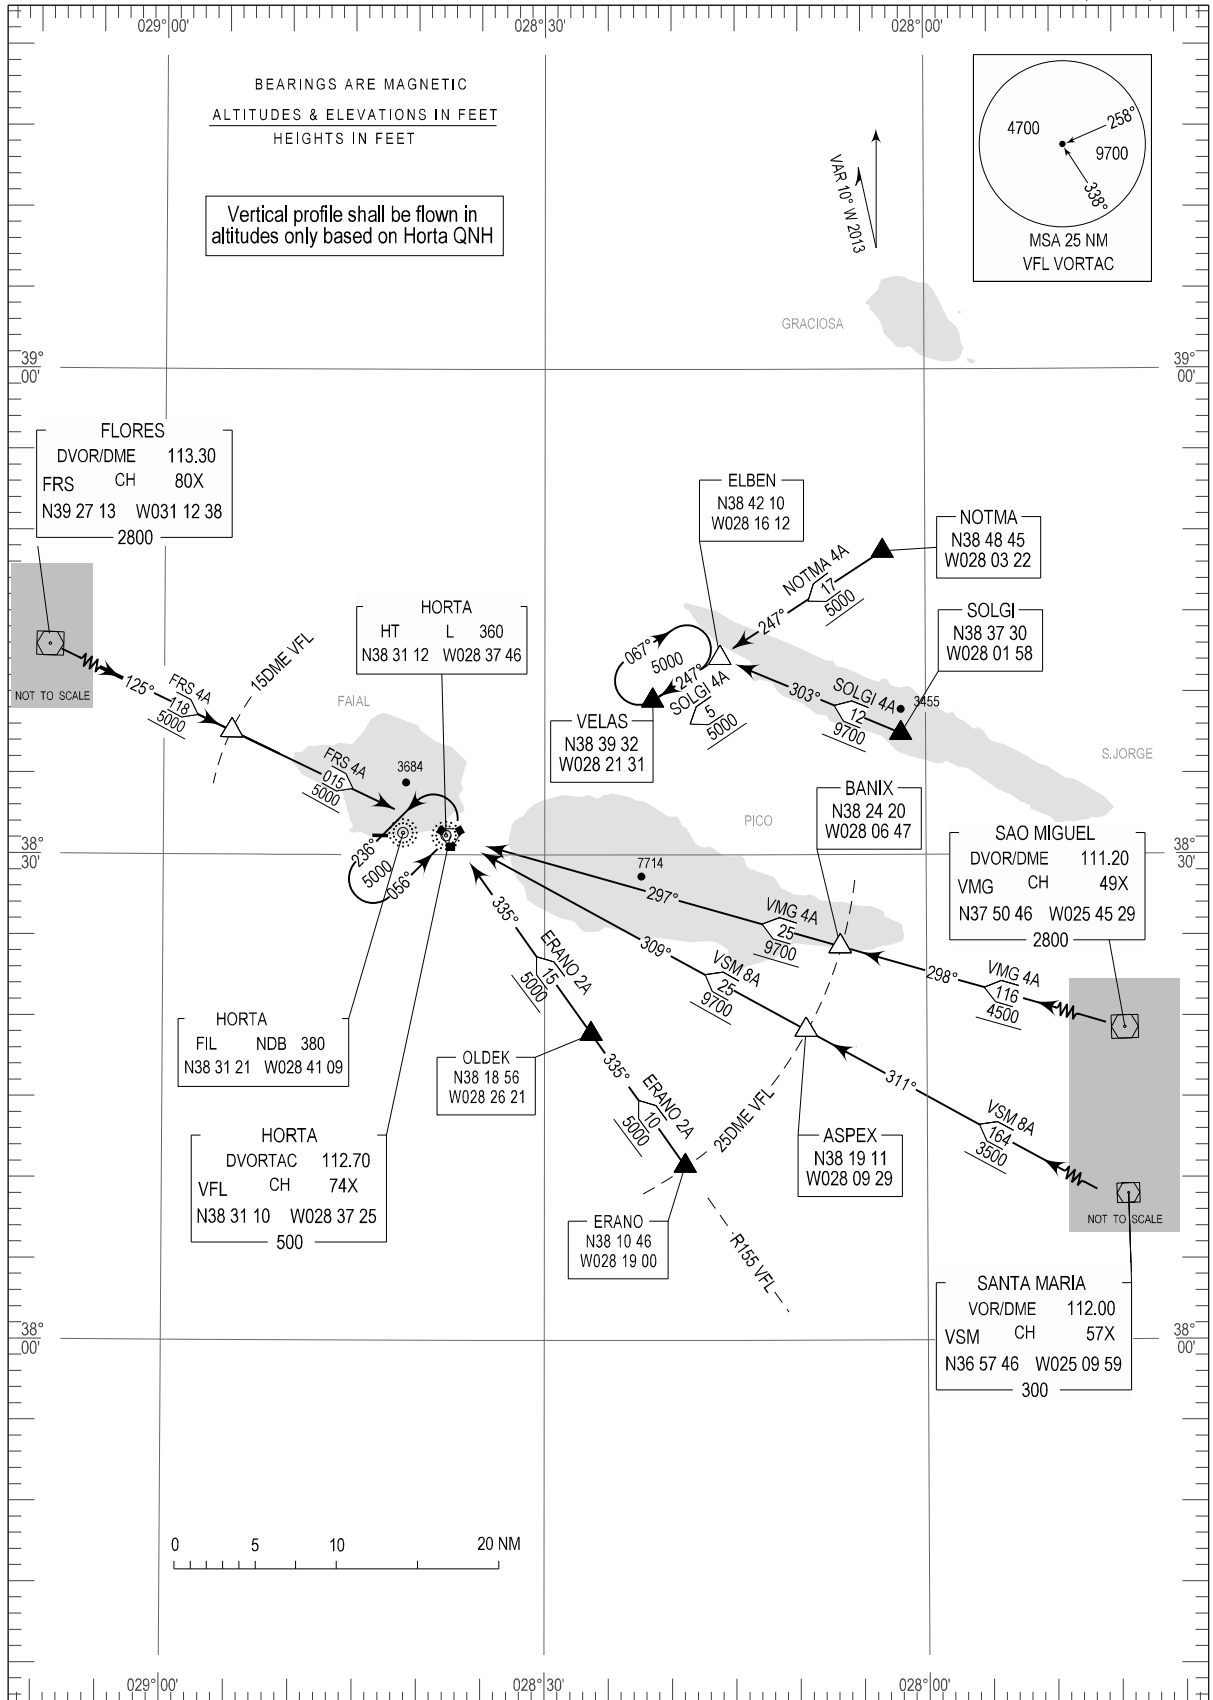 029°00'
028°30'
028°00'
BEARINGS ARE MAGNETIC
ALTITUDES & ELEVATIONS IN FEET
HEIGHTS IN FEET
Vertical profile shall be flown in
altitudes only based on Horta QNH
VAR 10° W 2013
4700
258°
9700
338°
MSA 25 NM
VFL VORTAC
GRACIOSA
39°
00'
39°
00'
FLORES
DVOR/DME 113.30
FRS CH 80X
N39 27 13 W031 12 38
2800
NOT TO SCALE
125°
FRS 4A
118
5000
15DME VFL
FAIAL
FRS 4A
015
5000
3684
HORTA
HT L 360
N38 31 12 W028 37 46
ELBEN
N38 42 10
W028 16 12
NOTMA
N38 48 45
W028 03 22
NOTMA 4A
17
5000
247°
SOLGI
N38 37 30
W028 01 58
067°
5000
247°
SOLGI 4A
5
5000
303°
SOLGI 4A
12
9700
3455
VELAS
N38 39 32
W028 21 31
S.JORGE
BANIX
N38 24 20
W028 06 47
PICO
38°
30'
38°
30'
SAO MIGUEL
DVOR/DME 111.20
VMG CH 49X
N37 50 46 W025 45 29
2800
236°
5000
056°
7714
297°
VMG 4A
25
9700
298°
VMG 4A
116
4500
309°
VSM 8A
25
9700
335°
ERANO 2A
15
5000
HORTA
FIL NDB 380
N38 31 21 W028 41 09
OLDEK
N38 18 56
W028 26 21
335°
ERANO 2A
10
5000
25DME VFL
311°
VSM 8A
164
3500
HORTA
DVORTAC 112.70
VFL CH 74X
N38 31 10 W028 37 25
500
ASPEX
N38 19 11
W028 09 29
ERANO
N38 10 46
W028 19 00
R155 VFL
NOT TO SCALE
SANTA MARIA
VOR/DME 112.00
VSM CH 57X
N36 57 46 W025 09 59
300
38°
00'
38°
00'
0 5 10 20 NM
029°00'
028°30'
028°00'